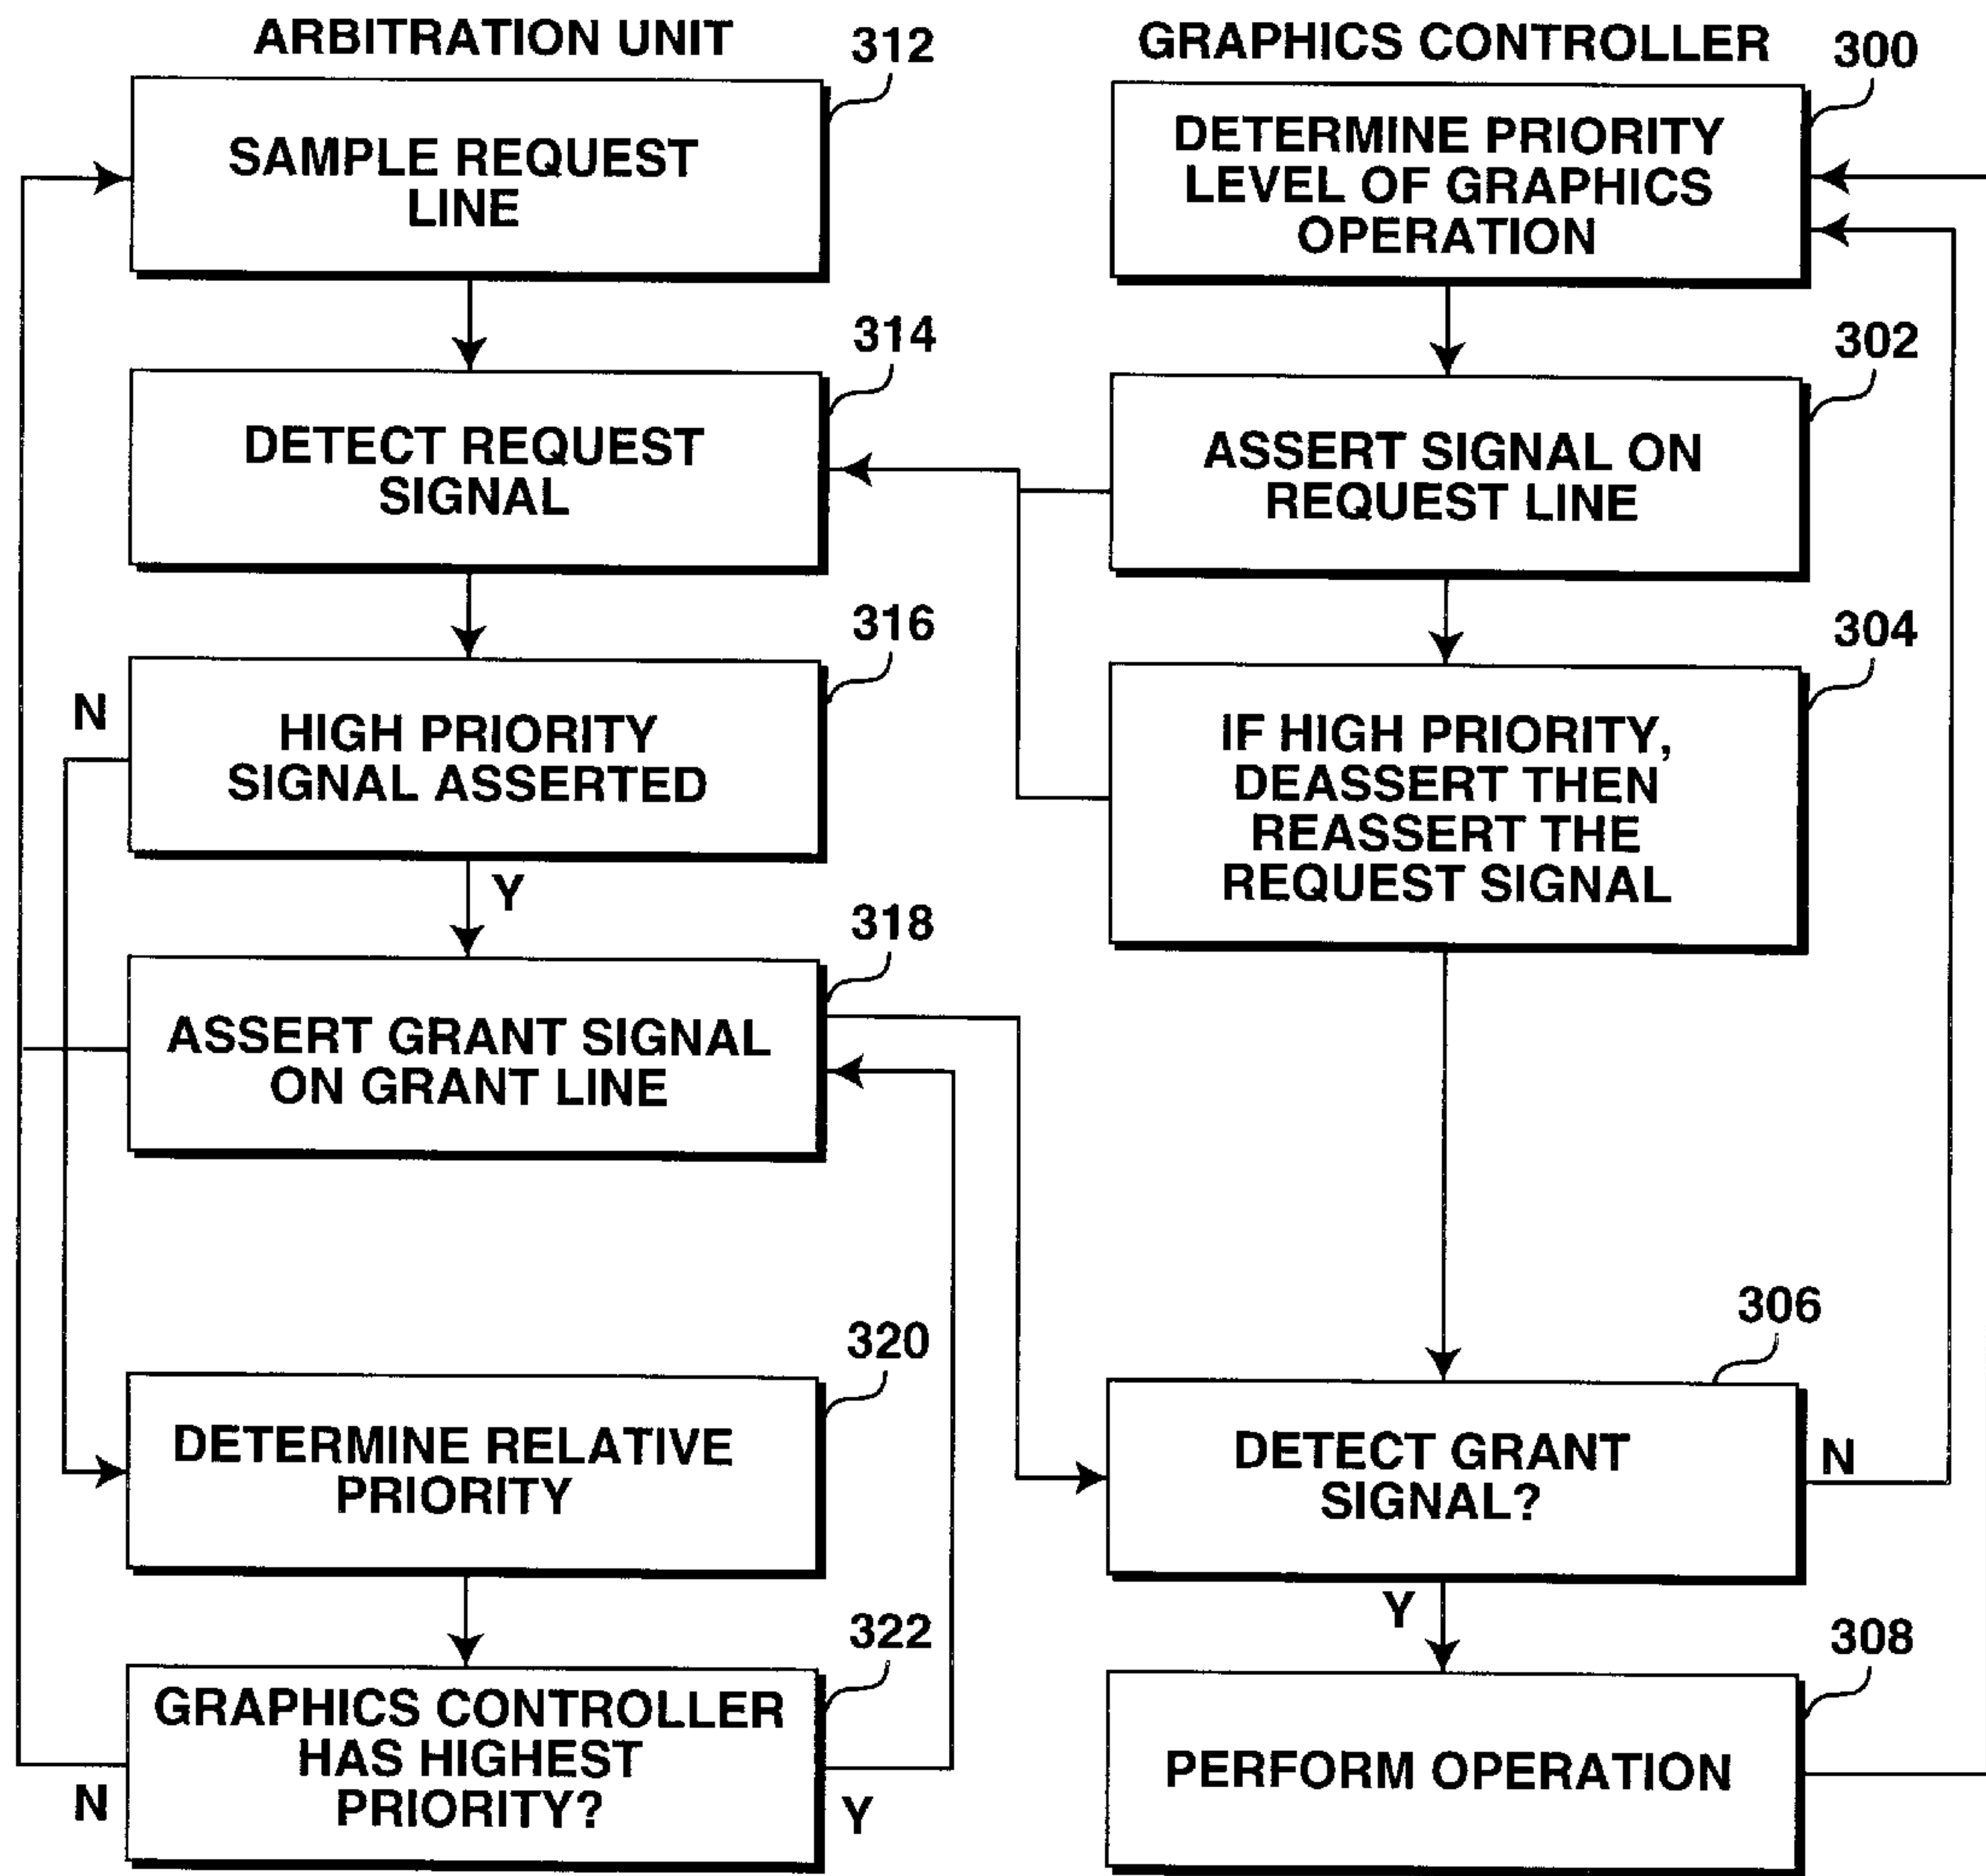 ARBITRATION UNIT
312
SAMPLE REQUEST
LINE
314
DETECT REQUEST
SIGNAL
316
N
HIGH PRIORITY
SIGNAL ASSERTED
Y
318
ASSERT GRANT SIGNAL
ON GRANT LINE
320
DETERMINE RELATIVE
PRIORITY
322
GRAPHICS CONTROLLER
HAS HIGHEST
PRIORITY?
N
Y
GRAPHICS CONTROLLER
300
DETERMINE PRIORITY
LEVEL OF GRAPHICS
OPERATION
302
ASSERT SIGNAL ON
REQUEST LINE
304
IF HIGH PRIORITY,
DEASSERT THEN
REASSERT THE
REQUEST SIGNAL
306
DETECT GRANT
SIGNAL?
N
Y
308
PERFORM OPERATION